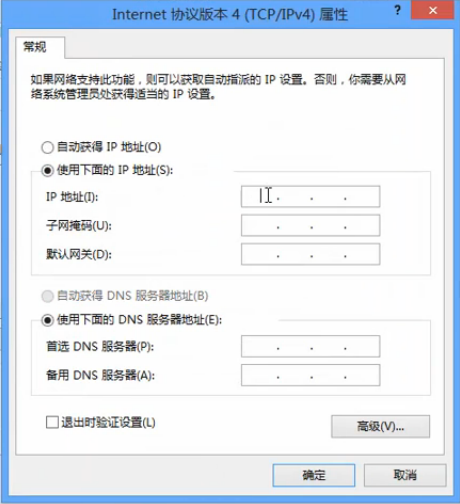 Internet 协议版本 4 (TCP/IPv4) 属性
常规
如果网络支持此功能，则可以获取自动指派的 IP 设置。否则，你需要从网
络系统管理员处获得适当的 IP 设置。
自动获得 IP 地址(O)
使用下面的 IP 地址(S):
IP 地址(I):
子网掩码(U):
默认网关(D):
自动获得 DNS 服务器地址(B)
使用下面的 DNS 服务器地址(E):
首选 DNS 服务器(P):
备用 DNS 服务器(A):
退出时验证设置(L)
高级(V)...
确定
取消